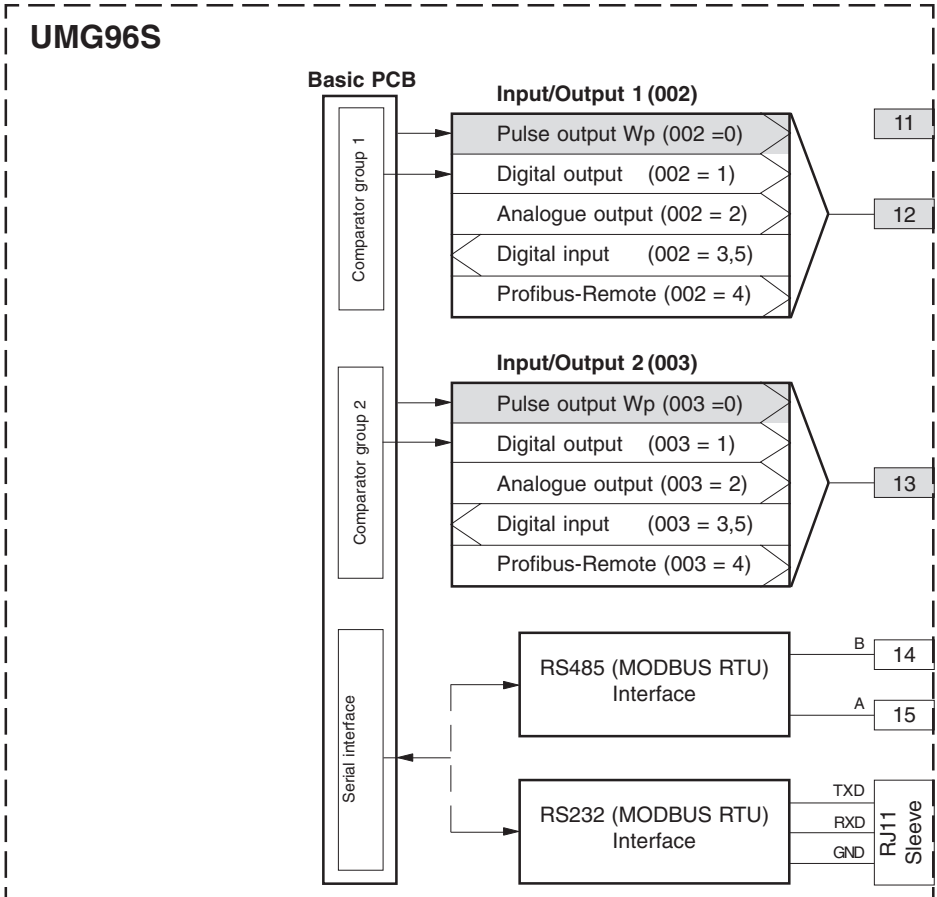 UMG96S
Basic PCB
Comparator group 1
Comparator group 2
Serial interface
Input/Output 1 (002)
Pulse output Wp (002 =0)
Digital output (002 = 1)
Analogue output (002 = 2)
Digital input (002 = 3,5)
Profibus-Remote (002 = 4)
11
12
Input/Output 2 (003)
Pulse output Wp (003 =0)
Digital output (003 = 1)
Analogue output (003 = 2)
Digital input (003 = 3,5)
Profibus-Remote (003 = 4)
13
RS485 (MODBUS RTU)
Interface
B
14
A
15
RS232 (MODBUS RTU)
Interface
TXD
RXD
GND
RJ11
Sleeve